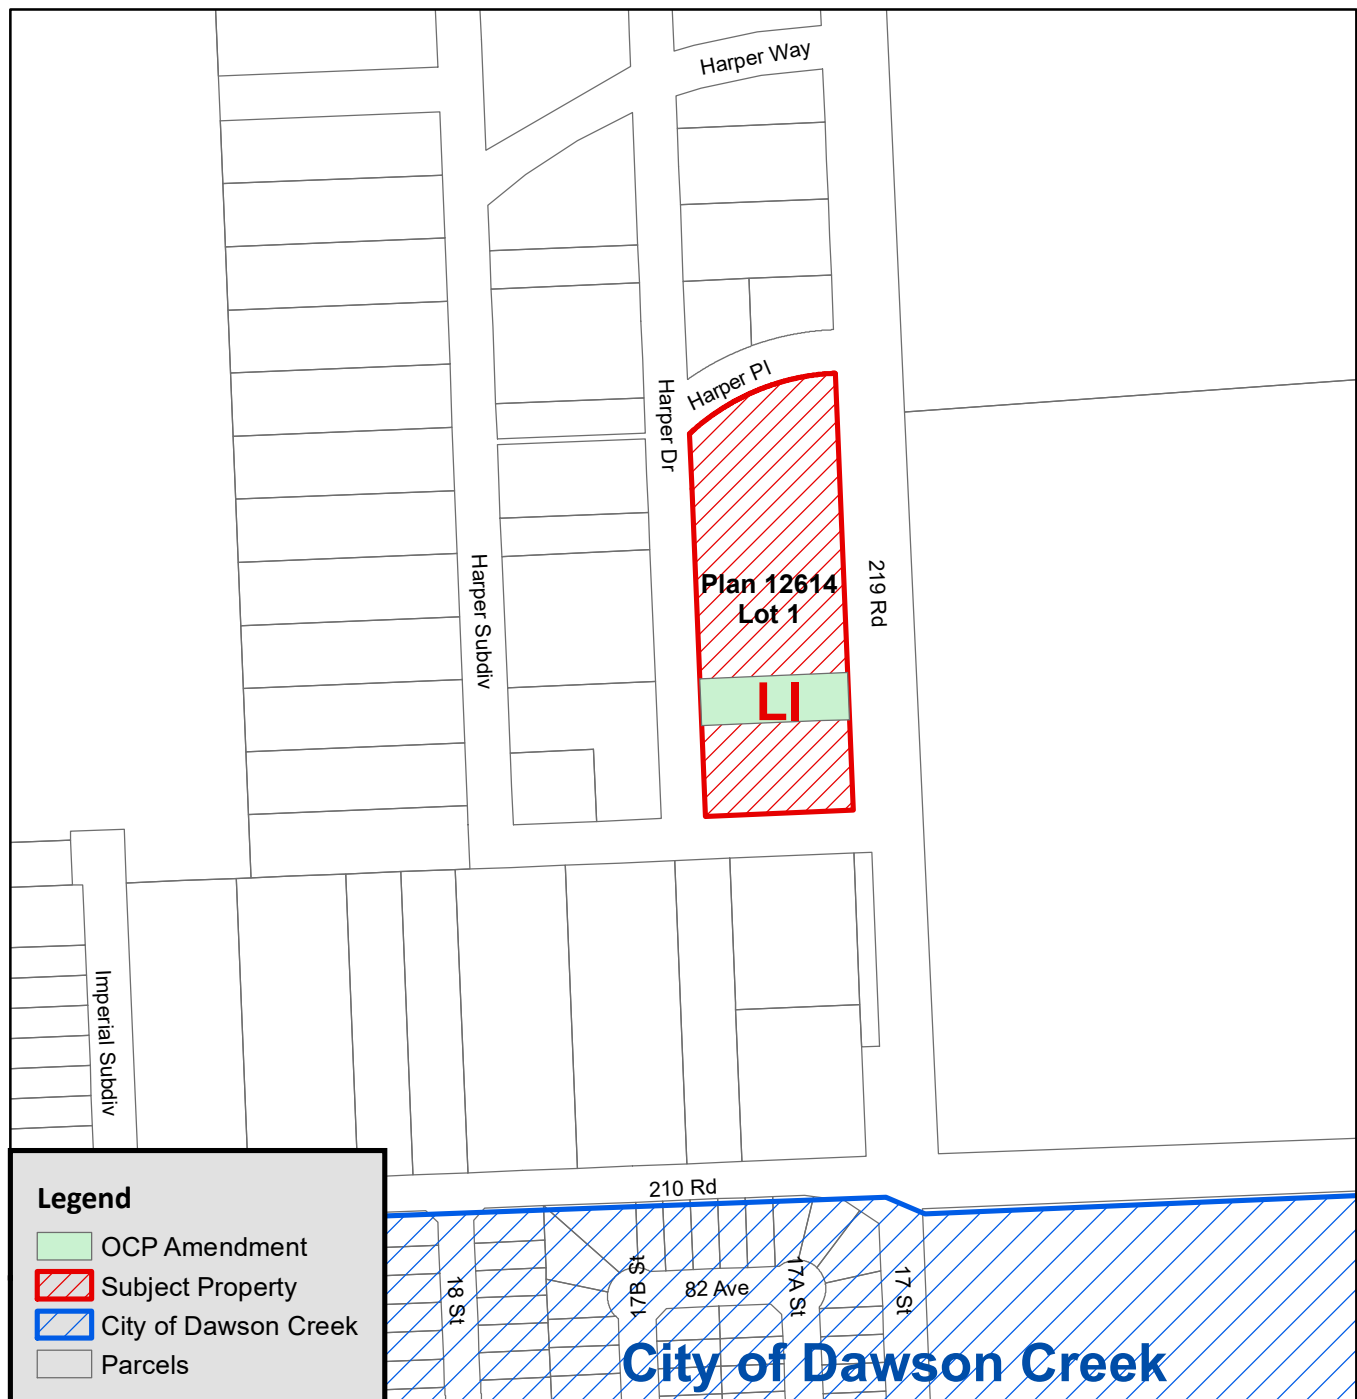 Harper Way
Harper Pl
Harper Dr
Harper Subdiv
219 Rd
Plan 12614
Lot 1
LI
Imperial Subdiv
210 Rd
18 St
17B St
82 Ave
17A St
17 St
City of Dawson Creek
Legend
OCP Amendment
Subject Property
City of Dawson Creek
Parcels